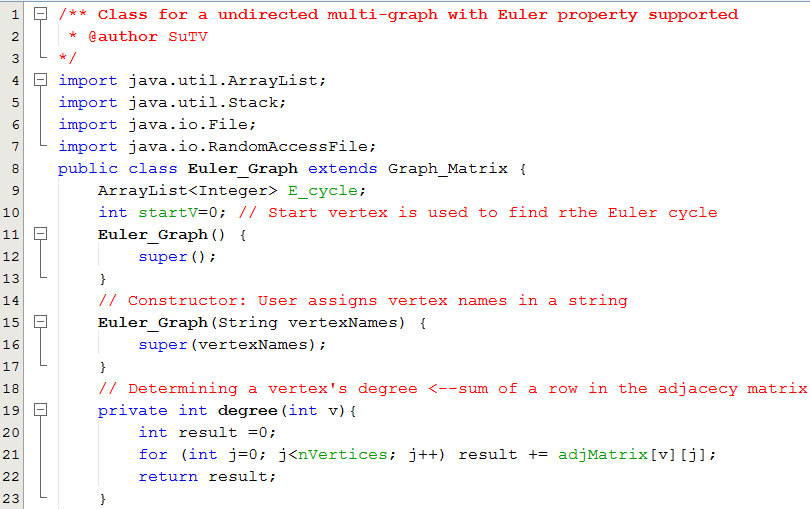 1 /** Class for a undirected multi-graph with Euler property supported
2 * @author SuTV
3 */
4 import java.util.ArrayList;
5 import java.util.Stack;
6 import java.io.File;
7 import java.io.RandomAccessFile;
8 public class Euler_Graph extends Graph_Matrix {
9 ArrayList<Integer> E_cycle;
10 int startV=0; // Start vertex is used to find rthe Euler cycle
11 Euler_Graph() {
12 super();
13 }
14 // Constructor: User assigns vertex names in a string
15 Euler_Graph(String vertexNames) {
16 super(vertexNames);
17 }
18 // Determining a vertex's degree <--sum of a row in the adjacecy matrix
19 private int degree(int v){
20 int result =0;
21 for (int j=0; j<nVertices; j++) result += adjMatrix[v][j];
22 return result;
23 }